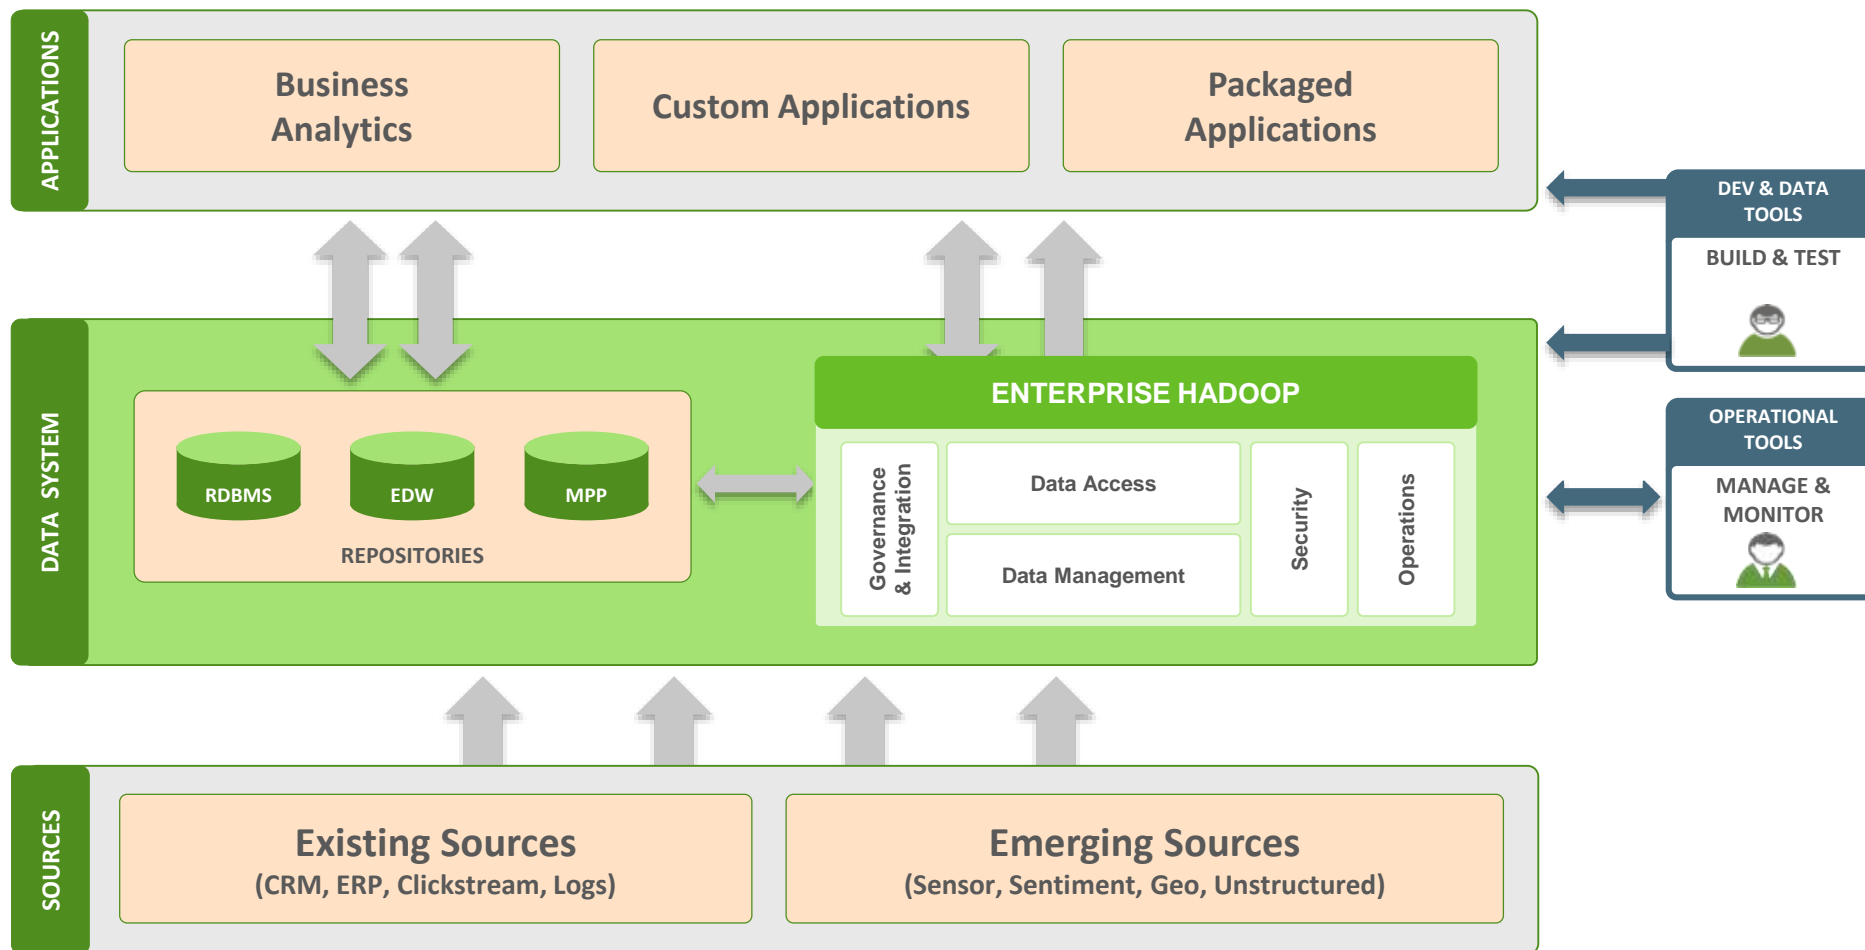 APPLICATIONS
Business
Analytics
Custom Applications
Packaged
Applications
DEV & DATA
TOOLS
BUILD & TEST
DATA SYSTEM
ENTERPRISE HADOOP
RDBMS
EDW
MPP
REPOSITORIES
Governance
& Integration
Data Access
Data Management
Security
Operations
OPERATIONAL
TOOLS
MANAGE &
MONITOR
SOURCES
Existing Sources
(CRM, ERP, Clickstream, Logs)
Emerging Sources
(Sensor, Sentiment, Geo, Unstructured)